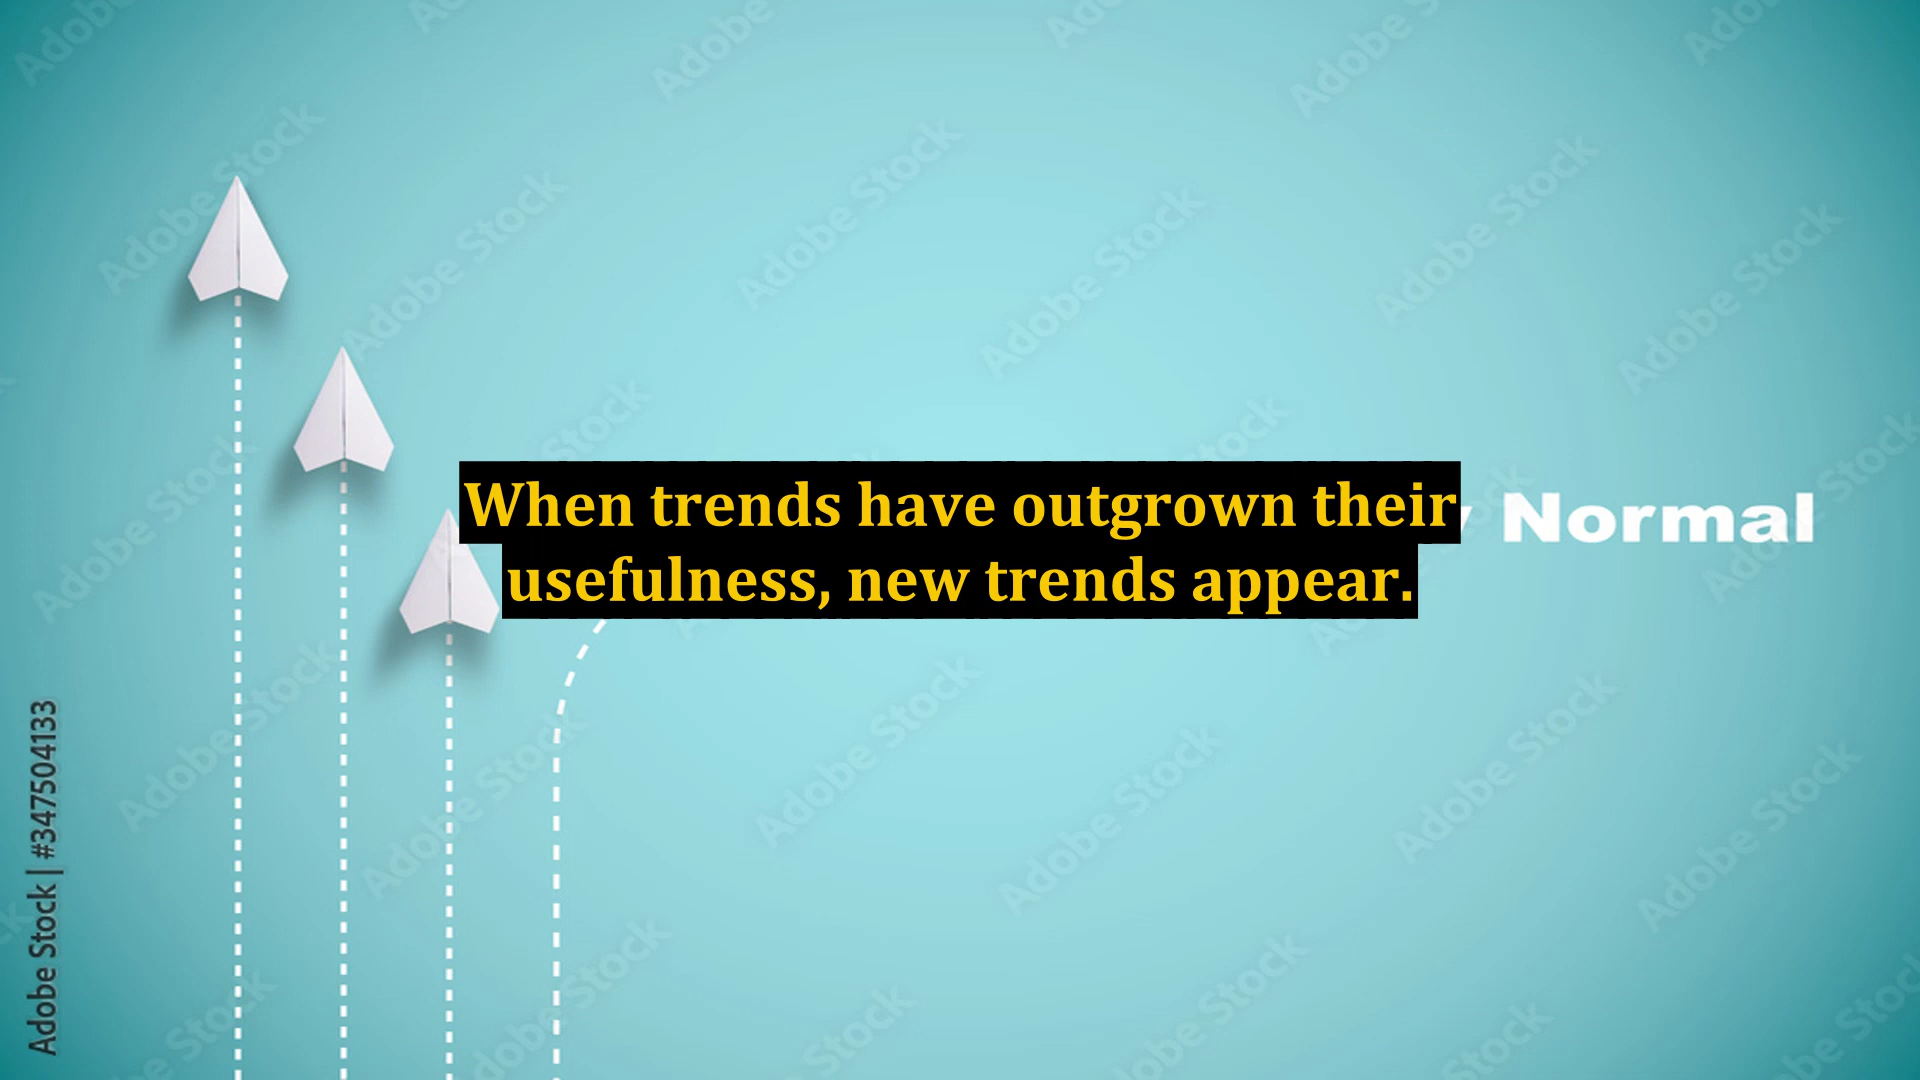 When trends have outgrown their
usefulness, new trends appear.
Normal
Adobe Stock | #347504133